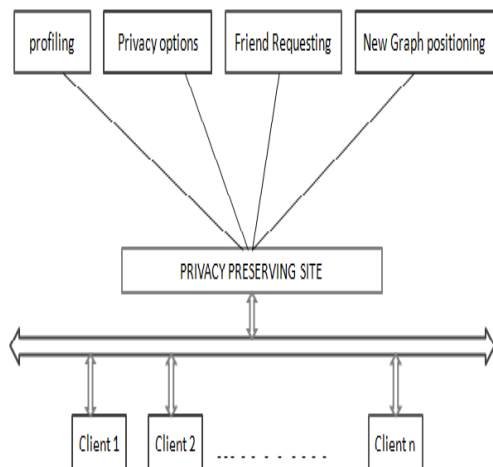 profiling
Privacy options
Friend Requesting
New Graph positioning
PRIVACY PRESERVING SITE
Client 1
Client 2
Client n